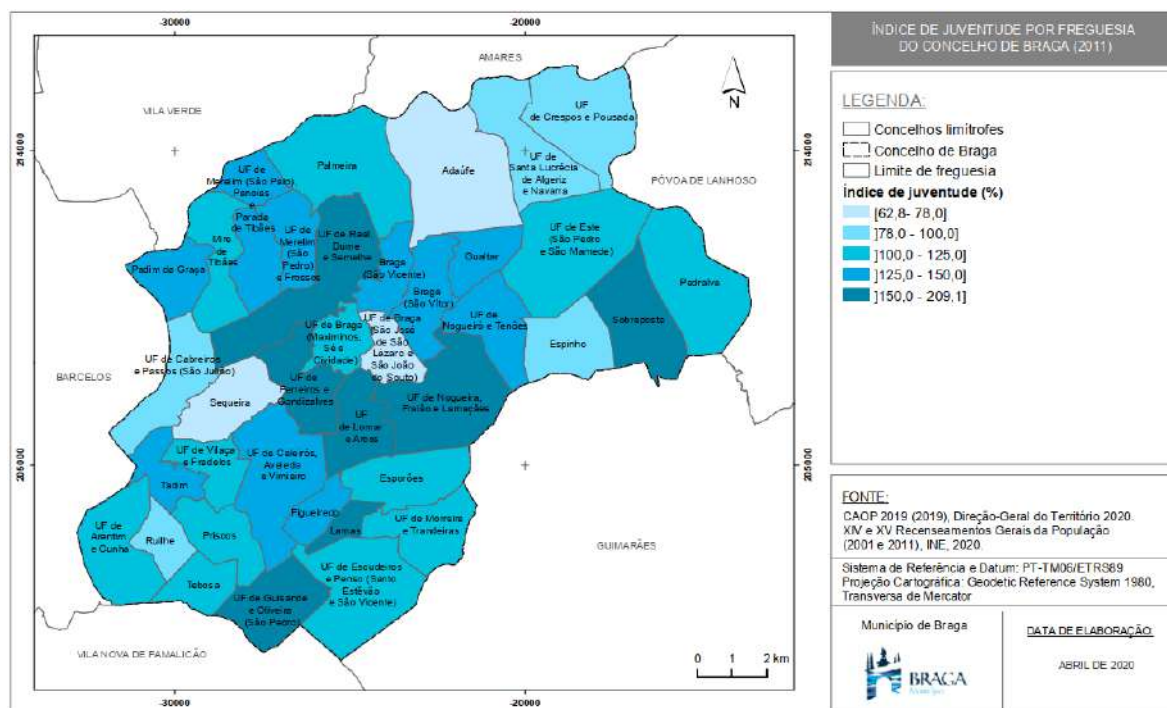 -30000
-20000
ÍNDICE DE JUVENTUDE POR FREGUESIA
DO CONCELHO DE BRAGA (2011)
AMARES
VILA VERDE
N
PÓVOA DE LANHOSO
BARCELOS
GUIMARÃES
VILA NOVA DE FAMALICÃO
UF
de Crespos e Pousada
UF de
Santa Lucrécia
de Algeriz
e Navarra
Adaúfe
Palmeira
UF de
Merelim (São Paio)
Panoias e
Parada de
Tibães
Mire
de
Tibães
UF de
Merelim
(São
Pedro)
e Frossos
UF de Real,
Dume
e Semelhe
Padim da Graça
Braga
(São Vicente)
Gualtar
Braga
(São Vítor)
UF de Este
(São Pedro
e São Mamede)
Pedralva
Sobreposta
Espinho
UF de
Nogueiró e Tenões
UF de Braga
(São José
de São
Lázaro e
São João
do Souto)
UF de Braga
(Maximinos,
Sé e
Cividade)
UF de Cabreiros
e Passos (São Julião)
Sequeira
UF de
Ferreiros e
Gondizalves
UF de Nogueira,
Fraião e Lamaçães
UF
de Lomar
e Arcos
UF de Vilaça
e Fradelos
UF de Celeirós,
Aveleda
e Vimieiro
Tadim
Esporões
Figueiredo
Lamas
UF de Morreira
e Trandeiras
UF de
Arentim
e Cunha
Ruilhe
Priscos
Tebosa
UF de Escudeiros
e Penso (Santo
Estêvão
e São Vicente)
UF de Guisande
e Oliveira
(São Pedro)
0 1 2 km
-30000
-20000
LEGENDA:
Concelhos limítrofes
Concelho de Braga
Limite de freguesia
Índice de juventude (%)
[62,8- 78,0]
]78,0 - 100,0]
]100,0 - 125,0]
]125,0 - 150,0]
]150,0 - 209,1]
FONTE:
CAOP 2019 (2019), Direção-Geral do Território 2020.
XIV e XV Recenseamentos Gerais da População
(2001 e 2011), INE, 2020.
Sistema de Referência e Datum: PT-TM06/ETRS89
Projeção Cartográfica: Geodetic Reference System 1980,
Transversa de Mercator
Município de Braga
BRAGA
Município
DATA DE ELABORAÇÃO:
ABRIL DE 2020